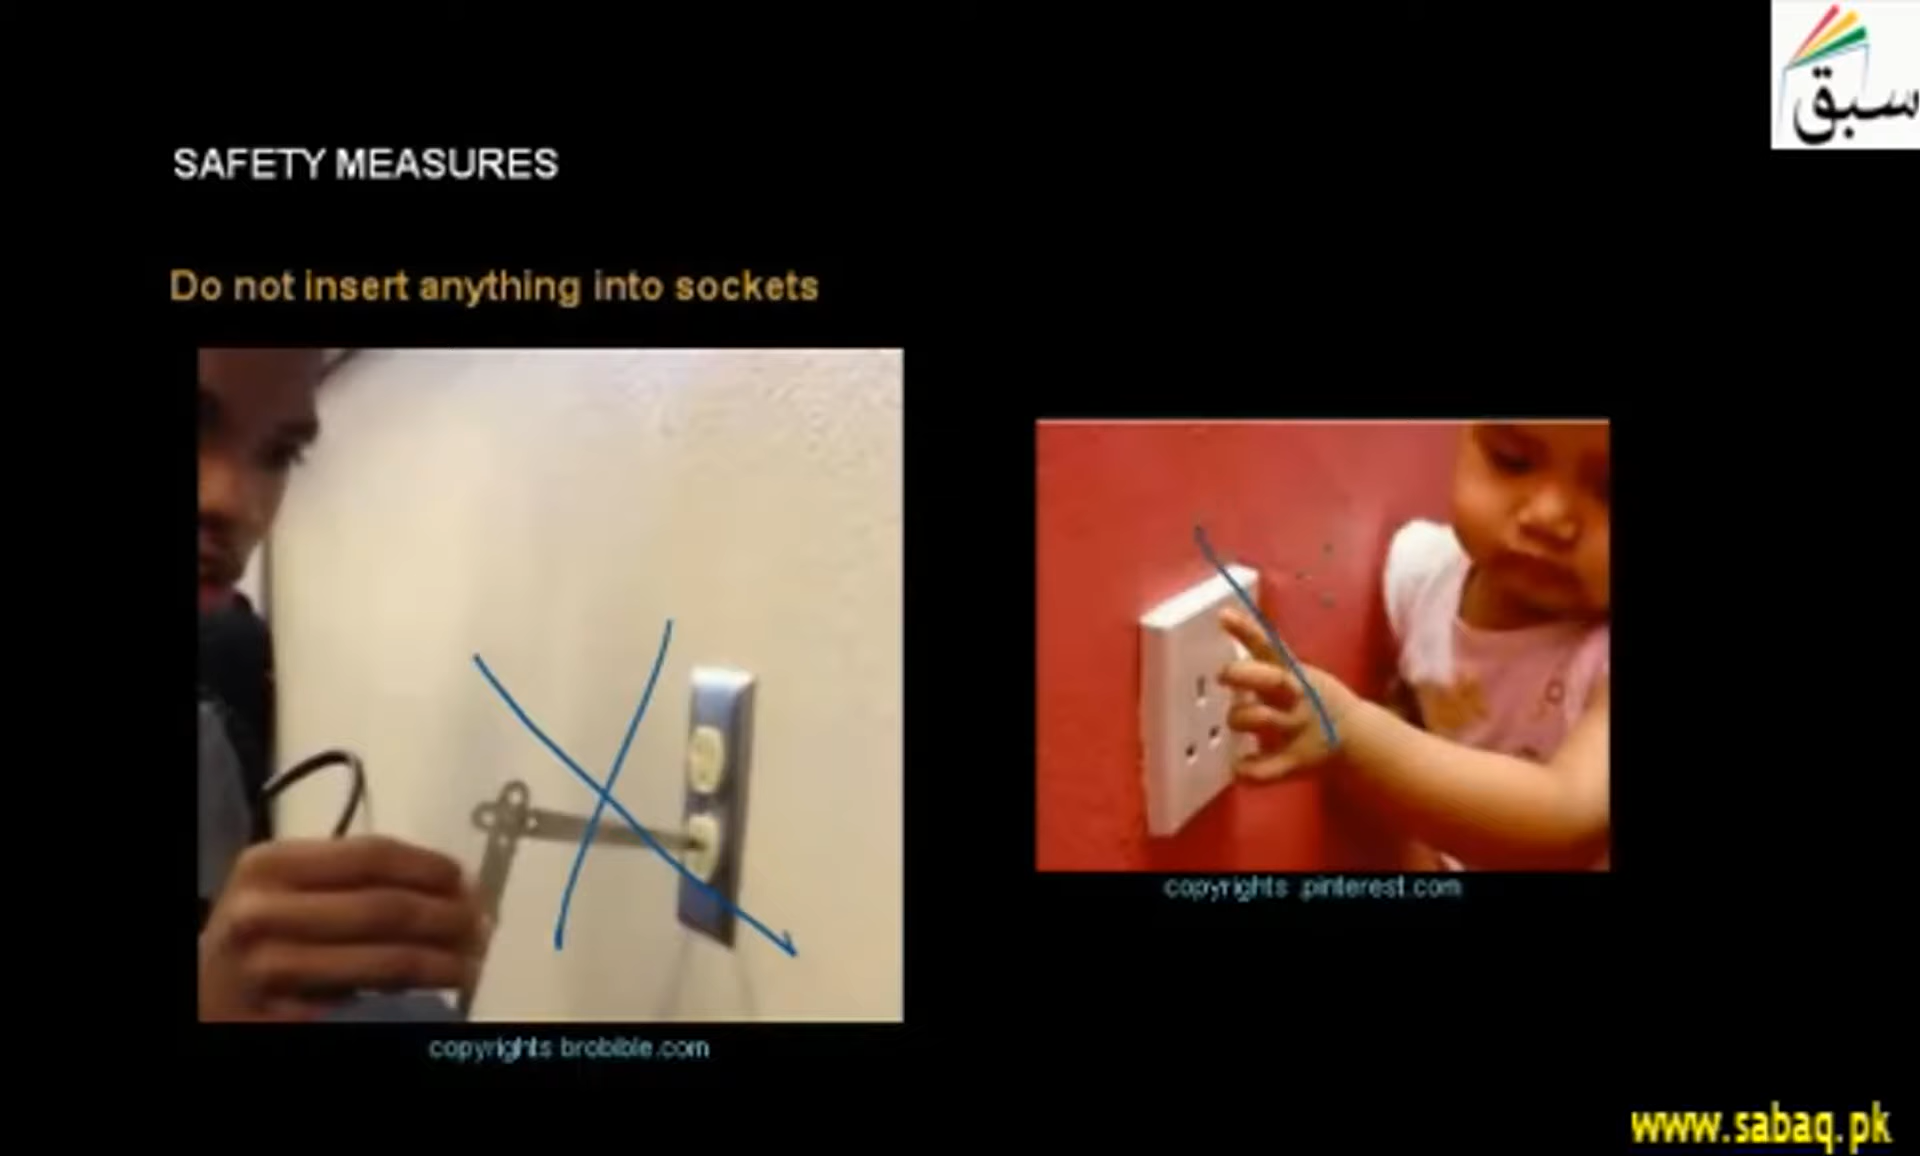 سبق
SAFETY MEASURES
Do not insert anything into sockets
copyrights .pinterest.com
copyrights brobible.com
www.sabaq.pk